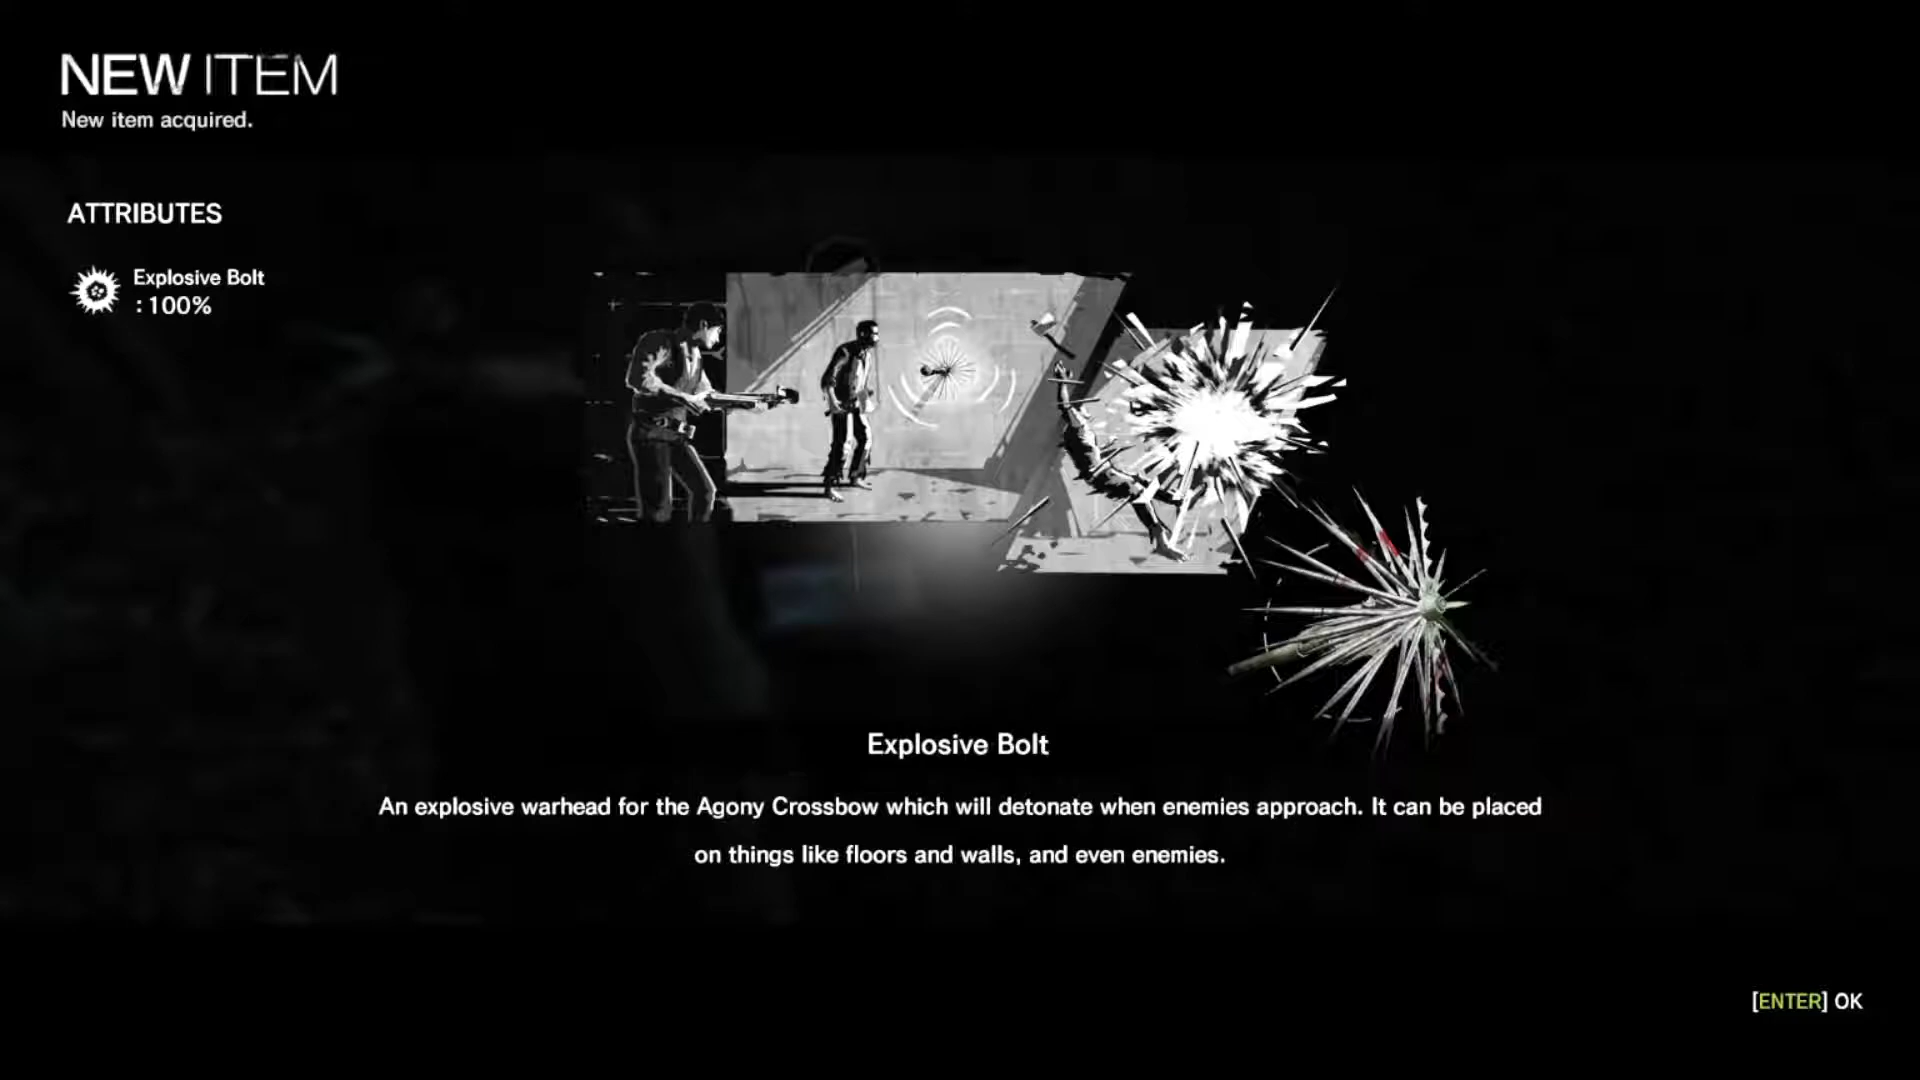 NEW ITEM
New item acquired.
ATTRIBUTES
Explosive Bolt
: 100%
Explosive Bolt
An explosive warhead for the Agony Crossbow which will detonate when enemies approach. It can be placed
on things like floors and walls, and even enemies.
[ENTER] OK